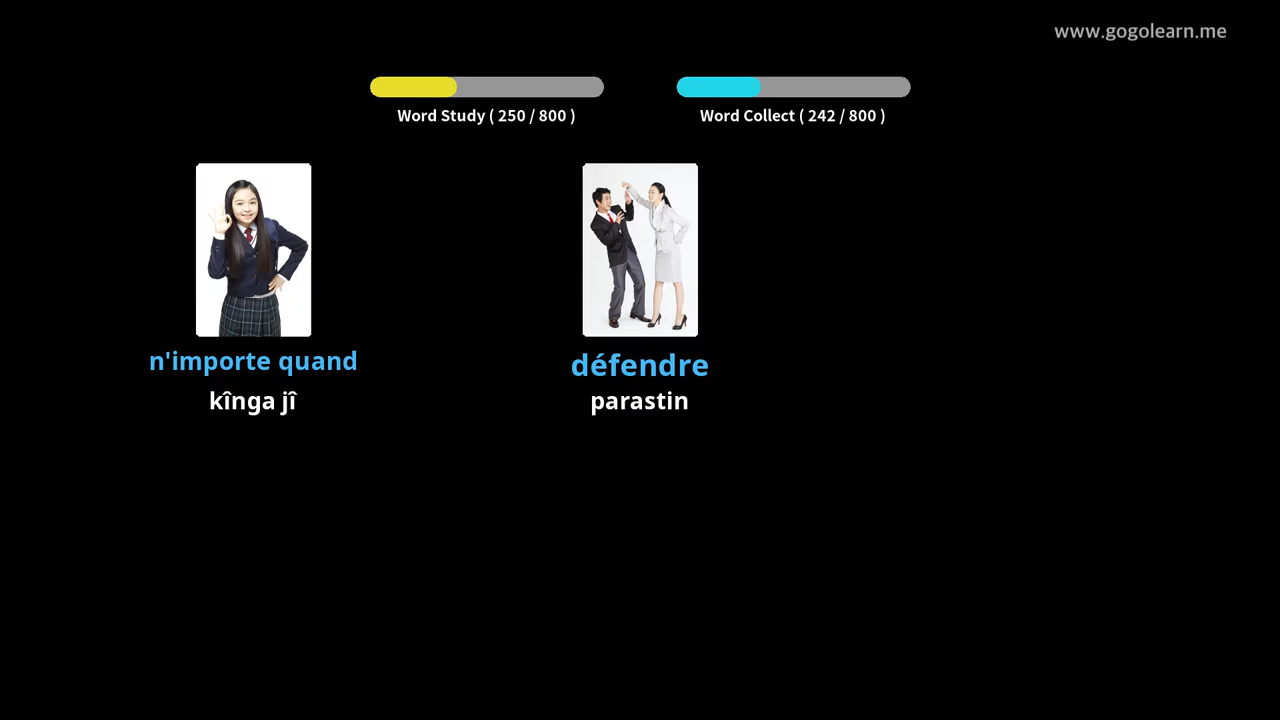 www.gogolearn.me
Word Study ( 250 / 800 )
Word Collect ( 242 / 800 )
n'importe quand
kînga jî
défendre
parastin